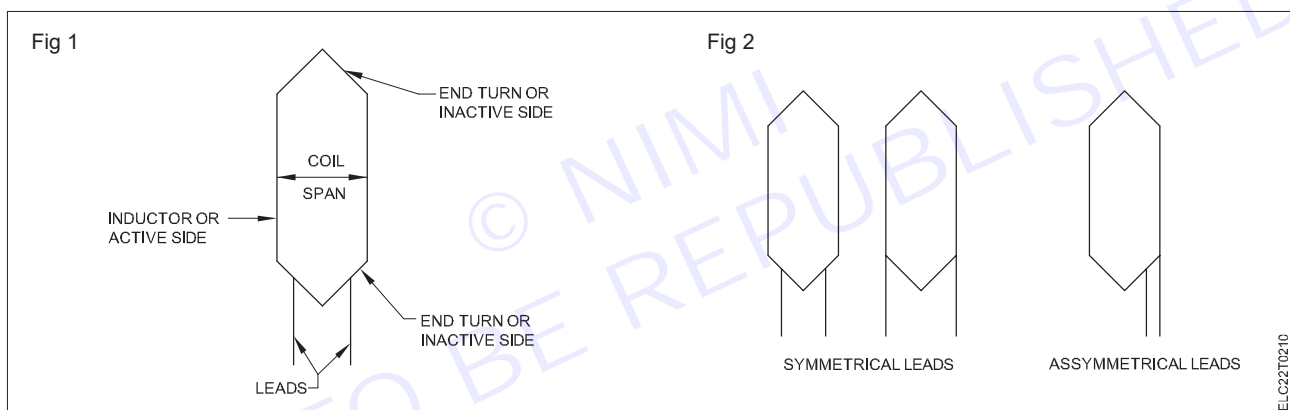 Fig 1
END TURN OR
INACTIVE SIDE
COIL
SPAN
INDUCTOR OR
ACTIVE SIDE
END TURN OR
INACTIVE SIDE
LEADS
Fig 2
SYMMETRICAL LEADS
ASSYMMETRICAL LEADS
ELC22T0210
© NIMI
TO BE REPUBLISHED